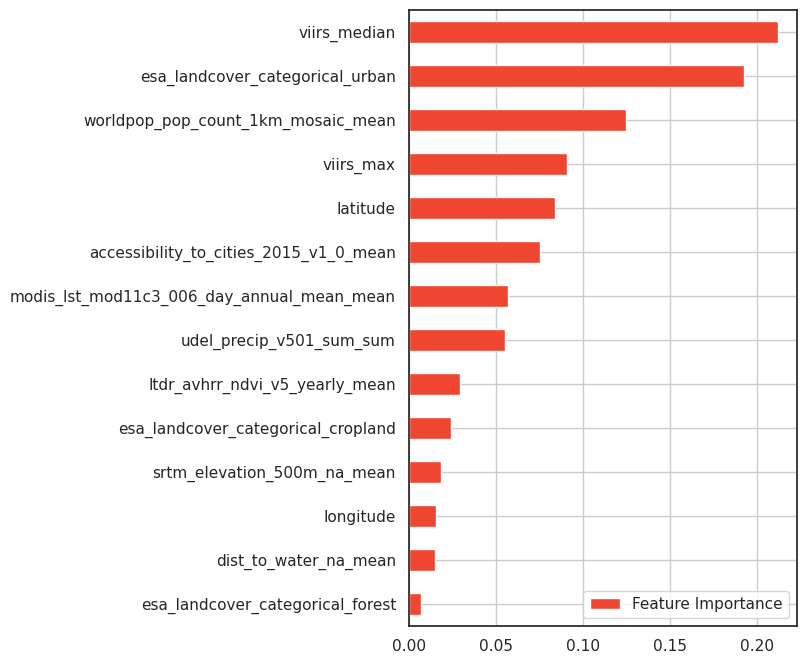 viirs_median
esa_landcover_categorical_urban
worldpop_pop_count_1km_mosaic_mean
viirs_max
latitude
accessibility_to_cities_2015_v1_0_mean
modis_lst_mod11c3_006_day_annual_mean_mean
udel_precip_v501_sum_sum
ltdr_avhrr_ndvi_v5_yearly_mean
esa_landcover_categorical_cropland
srtm_elevation_500m_na_mean
longitude
dist_to_water_na_mean
esa_landcover_categorical_forest
Feature Importance
0.00 0.05 0.10 0.15 0.20